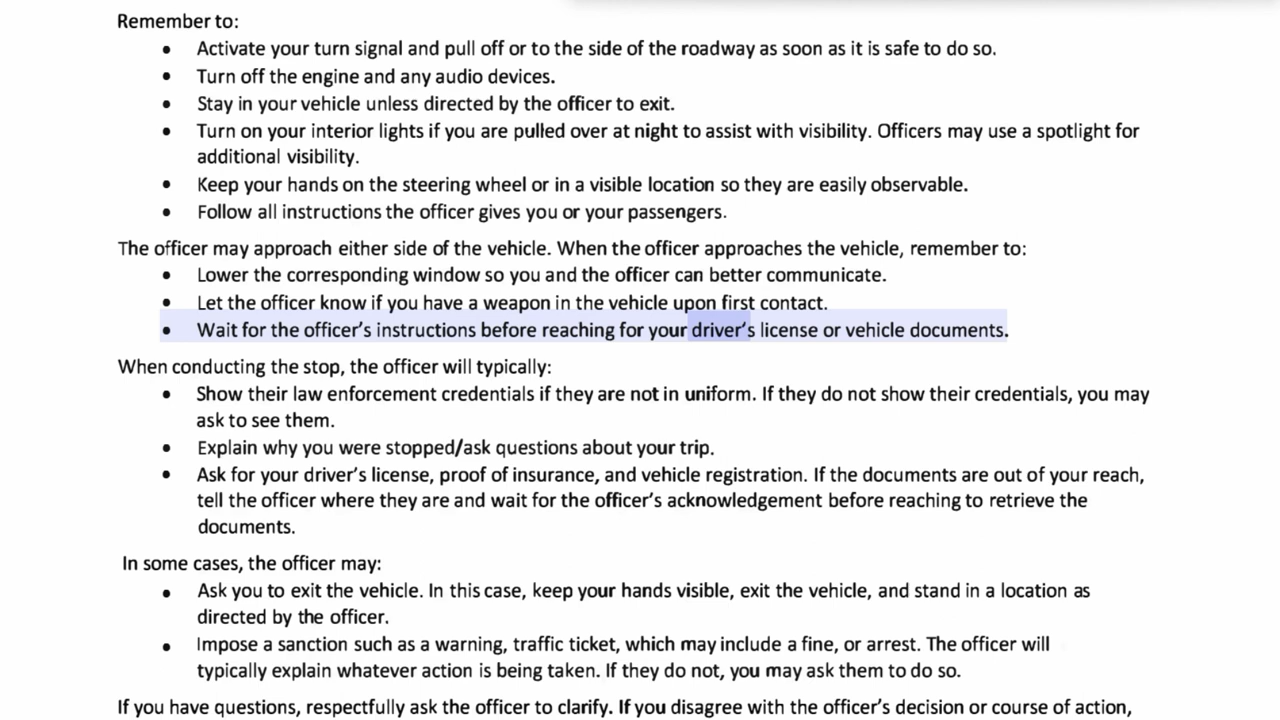 Remember to:
• Activate your turn signal and pull off or to the side of the roadway as soon as it is safe to do so.
• Turn off the engine and any audio devices.
• Stay in your vehicle unless directed by the officer to exit.
• Turn on your interior lights if you are pulled over at night to assist with visibility. Officers may use a spotlight for
additional visibility.
• Keep your hands on the steering wheel or in a visible location so they are easily observable.
• Follow all instructions the officer gives you or your passengers.
The officer may approach either side of the vehicle. When the officer approaches the vehicle, remember to:
• Lower the corresponding window so you and the officer can better communicate.
• Let the officer know if you have a weapon in the vehicle upon first contact.
• Wait for the officer's instructions before reaching for your driver's license or vehicle documents.
When conducting the stop, the officer will typically:
• Show their law enforcement credentials if they are not in uniform. If they do not show their credentials, you may
ask to see them.
• Explain why you were stopped/ask questions about your trip.
• Ask for your driver's license, proof of insurance, and vehicle registration. If the documents are out of your reach,
tell the officer where they are and wait for the officer's acknowledgement before reaching to retrieve the
documents.
In some cases, the officer may:
• Ask you to exit the vehicle. In this case, keep your hands visible, exit the vehicle, and stand in a location as
directed by the officer.
• Impose a sanction such as a warning, traffic ticket, which may include a fine, or arrest. The officer will
typically explain whatever action is being taken. If they do not, you may ask them to do so.
If you have questions, respectfully ask the officer to clarify. If you disagree with the officer's decision or course of action,